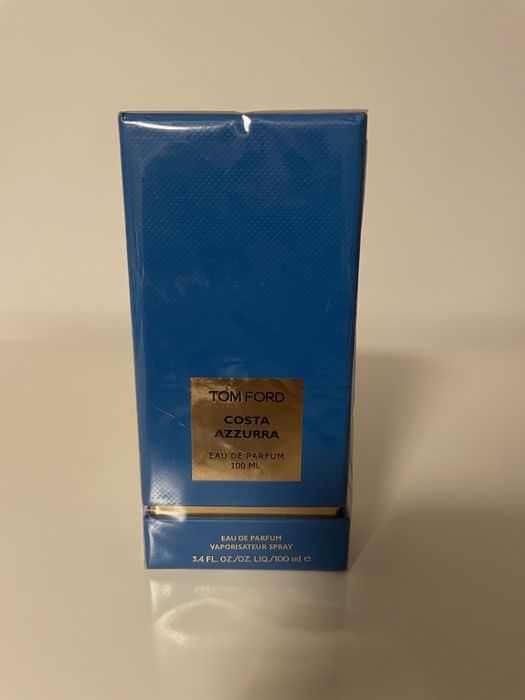 TOM FORD
COSTA
AZZURRA
EAU DE PARFUM
100 ML
EAU DE PARFUM
VAPORISATEUR SPRAY
3.4 FL. OZ./OZ. LIQ./100 ml ℮